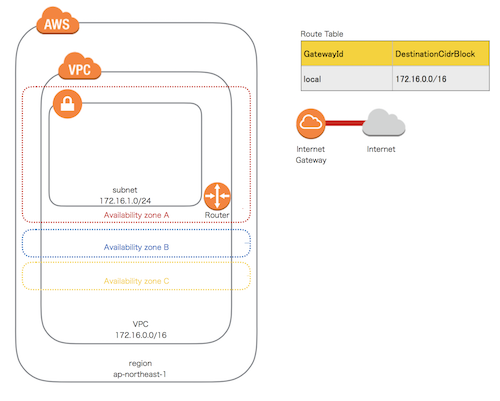 AWS
VPC
subnet
172.16.1.0/24
Availability zone A
Router
Availability zone B
Availability zone C
VPC
172.16.0.0/16
region
ap-northeast-1
Route Table
GatewayId DestinationCidrBlock
local 172.16.0.0/16
Internet
Gateway
Internet